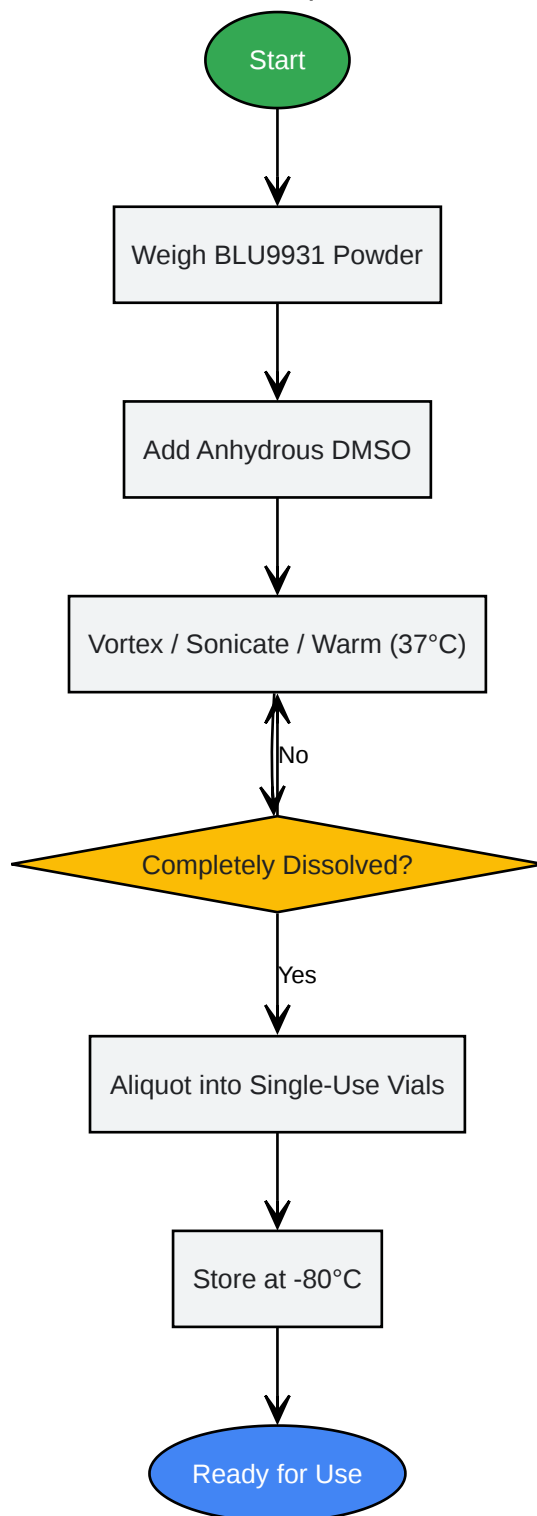 Start
Weigh BLU9931 Powder
Add Anhydrous DMSO
Vortex / Sonicate / Warm (37°C)
No
Completely Dissolved?
Yes
Aliquot into Single-Use Vials
Store at -80°C
Ready for Use